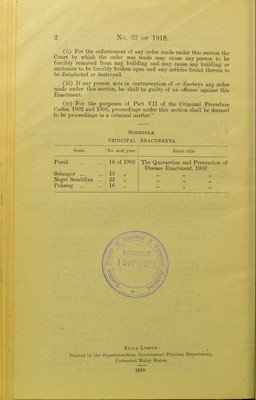 2 No. 37 OF 1918.
(ii) For the enforcement of any order made under this section the
Court by which the order was made may cause any person to be
forcibly removed from any building and may cause any building or
enclosure to be forcibly broken open and any articles found therein to
be disinfected or destroyed.
(iii) If any person acts in contravention of or disobeys any order
made under this section, he shall be guilty of an offence against this
Enactment.
(iv) For the purposes of Part VII of the Criminal Procedure
Codes, 1902 and 1903, proceedings under this section shall be deemed
to be proceedings in a criminal matter."
SCHEDULE
PRINCIPAL ENACTMENTS.
State No. and year. Short title
Perak ... ... 18 of 1903 The Quarantine and Prevention of
Disease Enactment, 1903
Selangor ... ... 13 „ „ „ „
Negri Sembilan ... 22 „ „ „ „
Pahang ... ... 16 „ „ „ „
LIBRARY
KUALA LUMPUR:
Printed by the Superintendent, Government Printing Department,
Federated Malay States.
1919